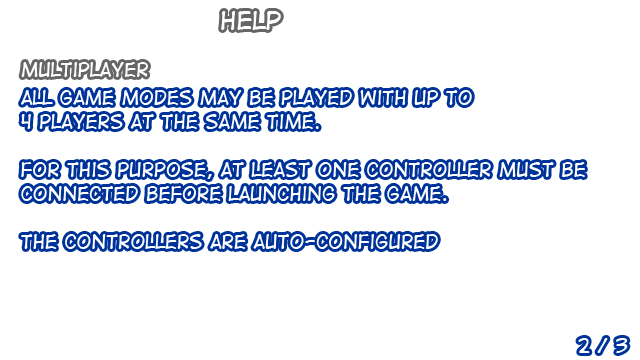 HELP
MULTIPLAYER
ALL GAME MODES MAY BE PLAYED WITH UP TO
4 PLAYERS AT THE SAME TIME.
FOR THIS PURPOSE, AT LEAST ONE CONTROLLER MUST BE
CONNECTED BEFORE LAUNCHING THE GAME.
THE CONTROLLERS ARE AUTO-CONFIGURED
2 / 3